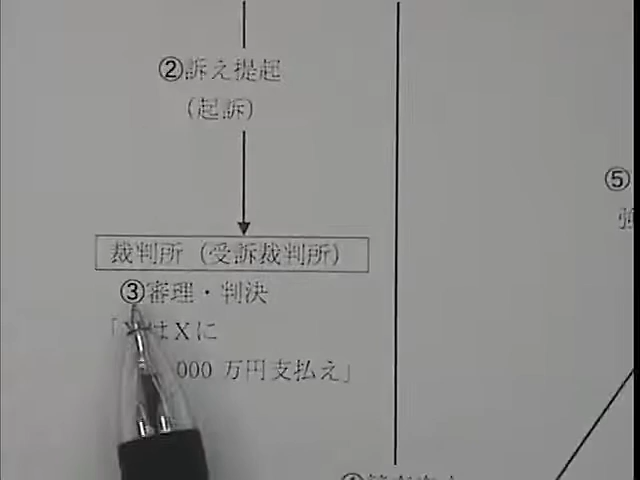 ②訴え提起
(起訴)
裁判所（受訴裁判所）
③審理・判決
はXに
000 万円支払え」
⑤